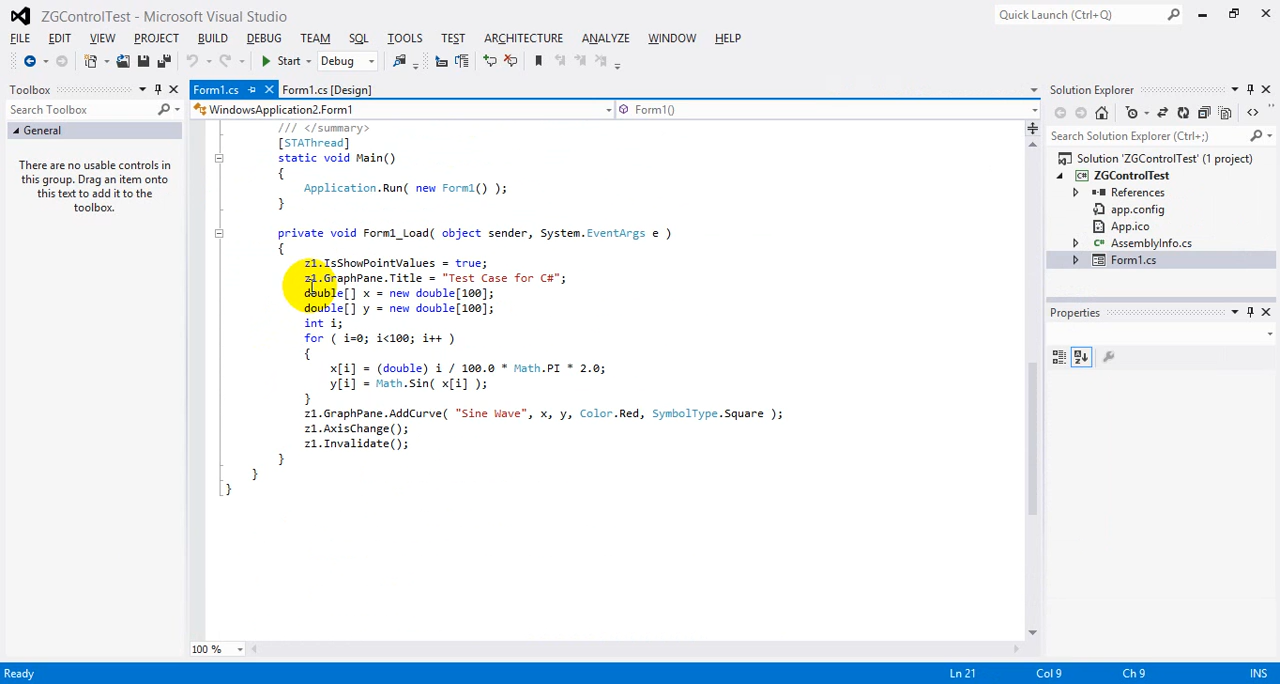 ZGControlTest - Microsoft Visual Studio
Quick Launch (Ctrl+Q)
FILE EDIT VIEW PROJECT BUILD DEBUG TEAM SQL TOOLS TEST ARCHITECTURE ANALYZE WINDOW HELP
Start Debug
Toolbox
Search Toolbox
General
There are no usable controls in
this group. Drag an item onto
this text to add it to the
toolbox.
Form1.cs Form1.cs [Design]
WindowsApplication2.Form1 Form1()
/// </summary>
[STAThread]
static void Main()
{
Application.Run( new Form1() );
}
private void Form1_Load( object sender, System.EventArgs e )
{
z1.IsShowPointValues = true;
z1.GraphPane.Title = "Test Case for C#";
double[] x = new double[100];
double[] y = new double[100];
int i;
for ( i=0; i<100; i++ )
{
x[i] = (double) i / 100.0 * Math.PI * 2.0;
y[i] = Math.Sin( x[i] );
}
z1.GraphPane.AddCurve( "Sine Wave", x, y, Color.Red, SymbolType.Square );
z1.AxisChange();
z1.Invalidate();
}
}
}
100 %
Solution Explorer
Search Solution Explorer (Ctrl+;)
Solution 'ZGControlTest' (1 project)
ZGControlTest
References
app.config
App.ico
AssemblyInfo.cs
Form1.cs
Properties
Ready Ln 21 Col 9 Ch 9 INS